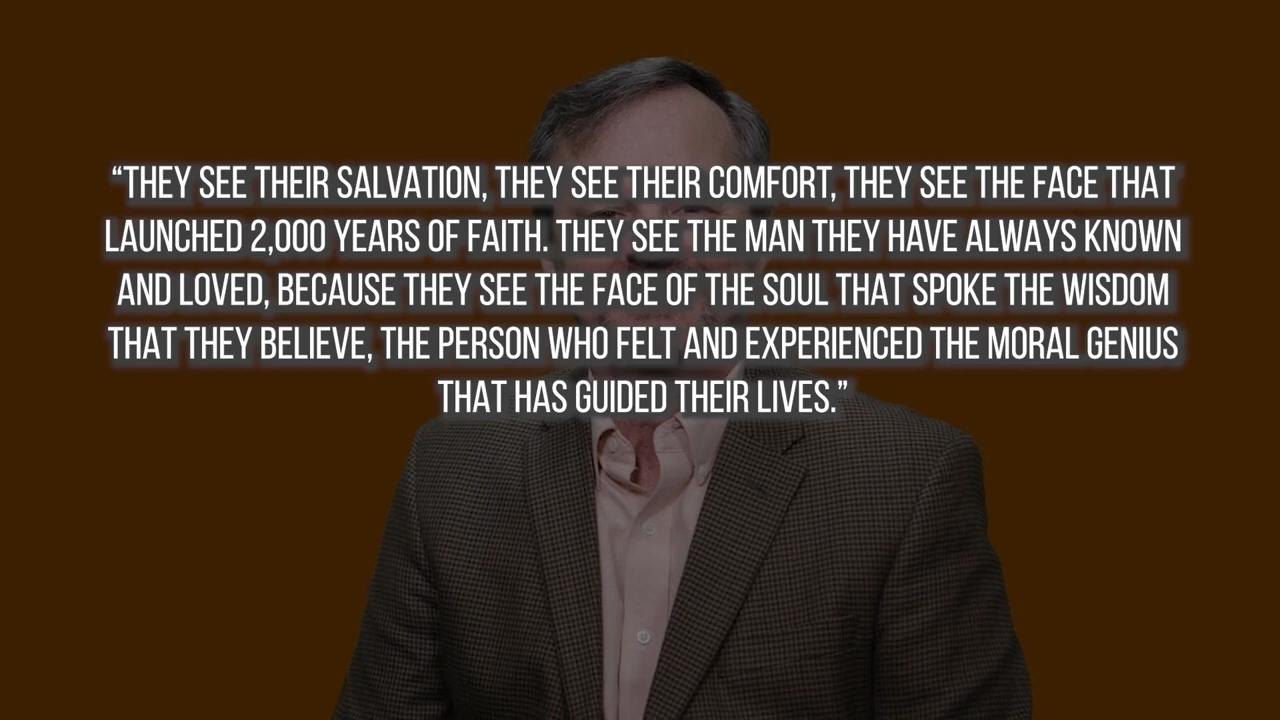 “THEY SEE THEIR SALVATION, THEY SEE THEIR COMFORT, THEY SEE THE FACE THAT
LAUNCHED 2,000 YEARS OF FAITH. THEY SEE THE MAN THEY HAVE ALWAYS KNOWN
AND LOVED, BECAUSE THEY SEE THE FACE OF THE SOUL THAT SPOKE THE WISDOM
THAT THEY BELIEVE, THE PERSON WHO FELT AND EXPERIENCED THE MORAL GENIUS
THAT HAS GUIDED THEIR LIVES.”